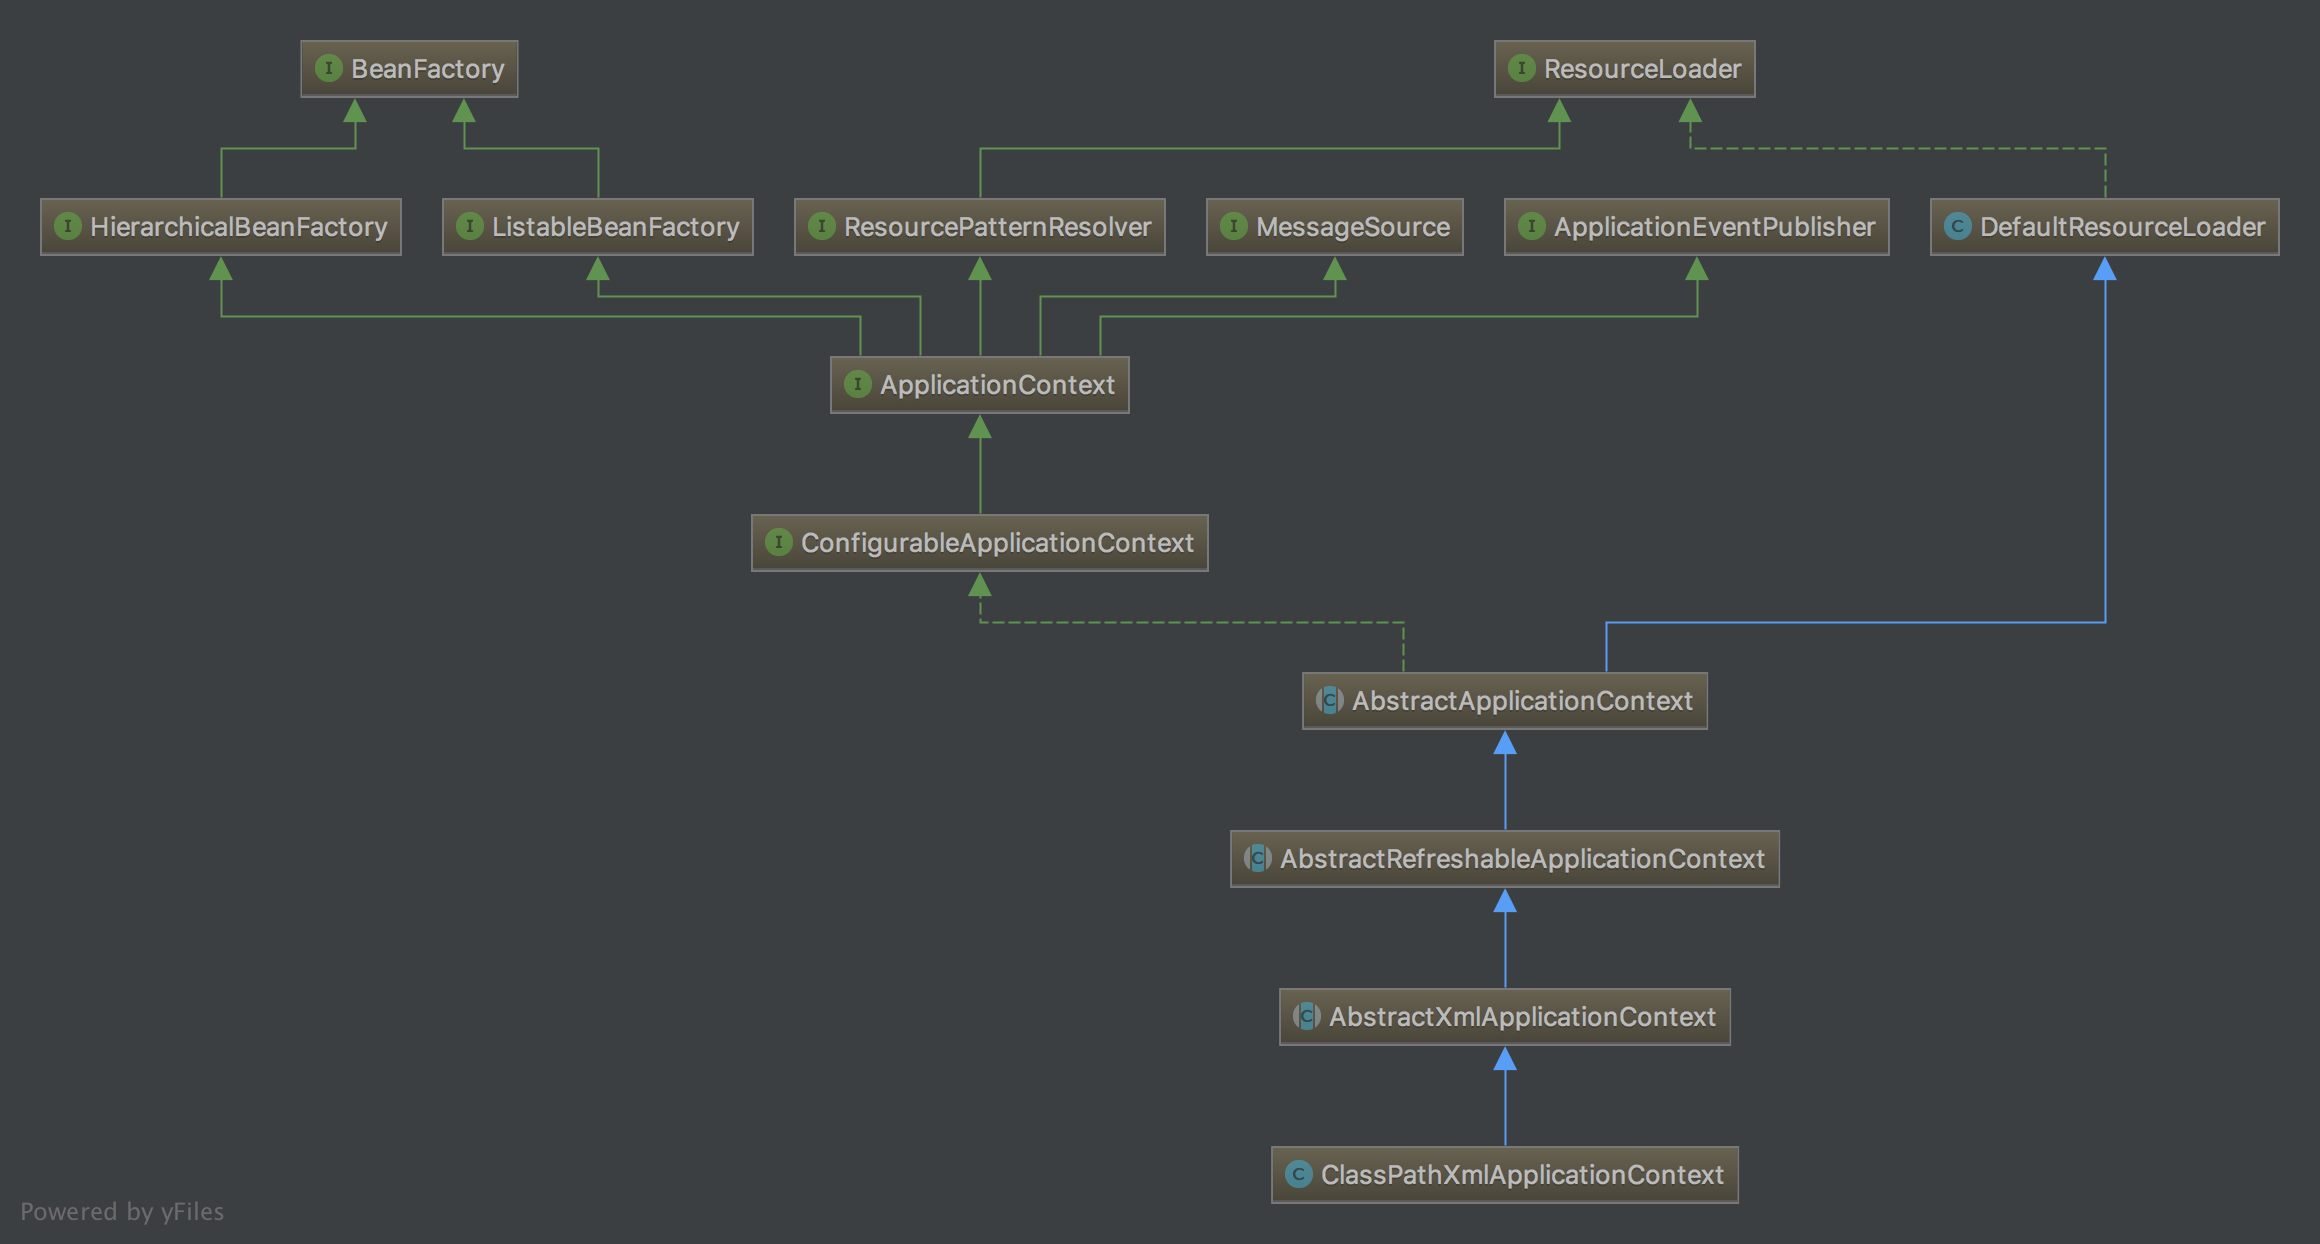 I BeanFactory
I ResourceLoader
I HierarchicalBeanFactory
I ListableBeanFactory
I ResourcePatternResolver
I MessageSource
I ApplicationEventPublisher
C DefaultResourceLoader
I ApplicationContext
I ConfigurableApplicationContext
C AbstractApplicationContext
C AbstractRefreshableApplicationContext
C AbstractXmlApplicationContext
C ClassPathXmlApplicationContext
Powered by yFiles